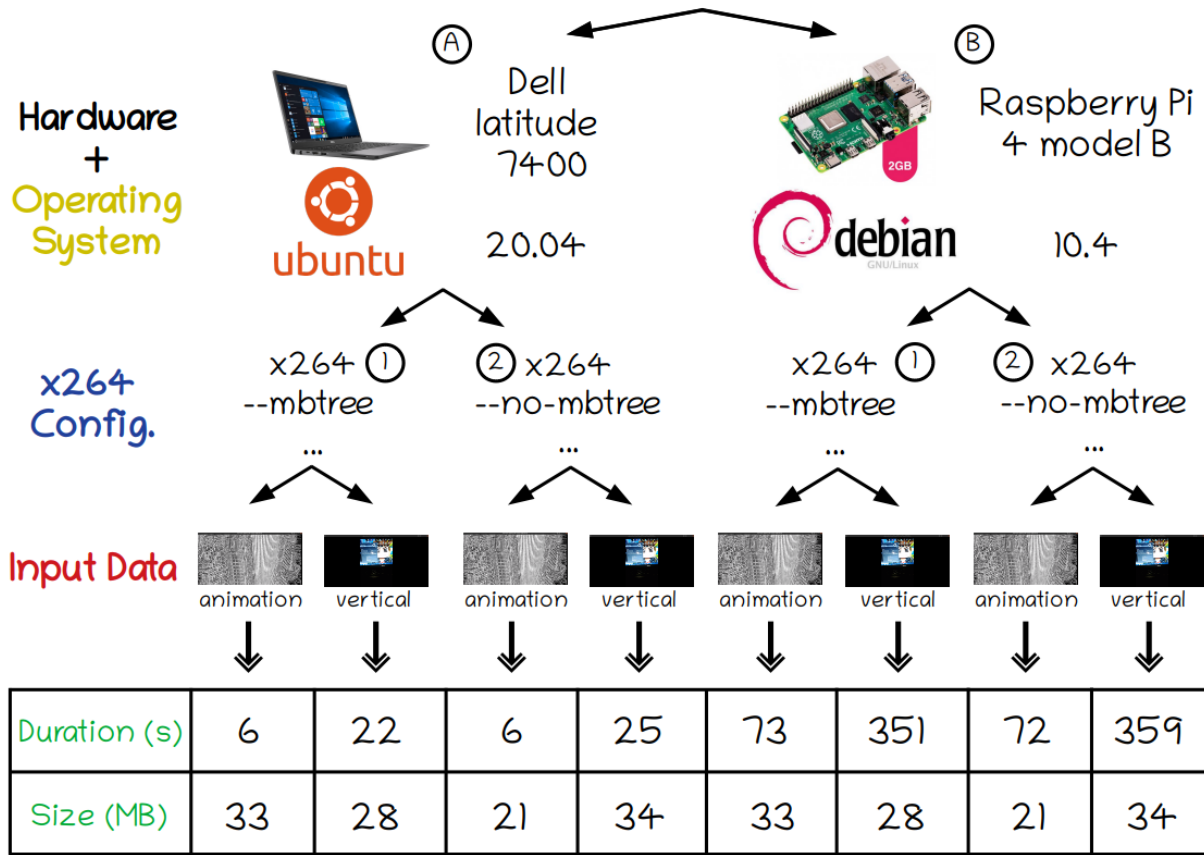 A
B
Hardware
+
Operating
System
Dell
latitude
7400
ubuntu
20.04
2GB
Raspberry Pi
4 model B
debian
GNU/Linux
10.4
x264
Config.
x264 1
--mbtree
...
2 x264
--no-mbtree
...
x264 1
--mbtree
...
2 x264
--no-mbtree
...
Input Data
animation vertical animation vertical animation vertical animation vertical
Duration (s) 6 22 6 25 73 351 72 359
Size (MB) 33 28 21 34 33 28 21 34